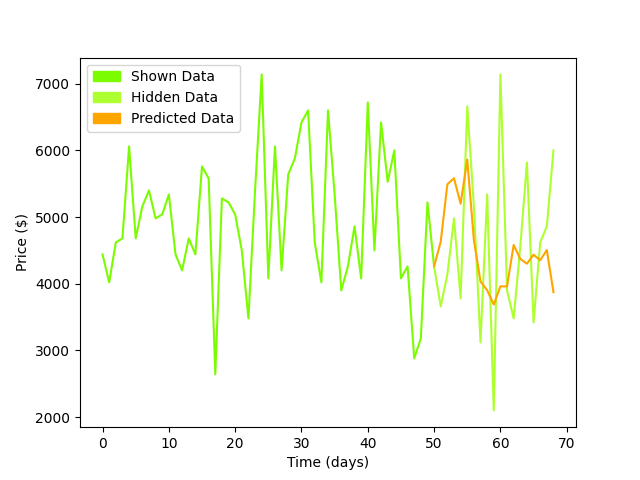 Shown Data
Hidden Data
Predicted Data
7000
6000
5000
4000
3000
2000
Price ($)
0 10 20 30 40 50 60 70
Time (days)